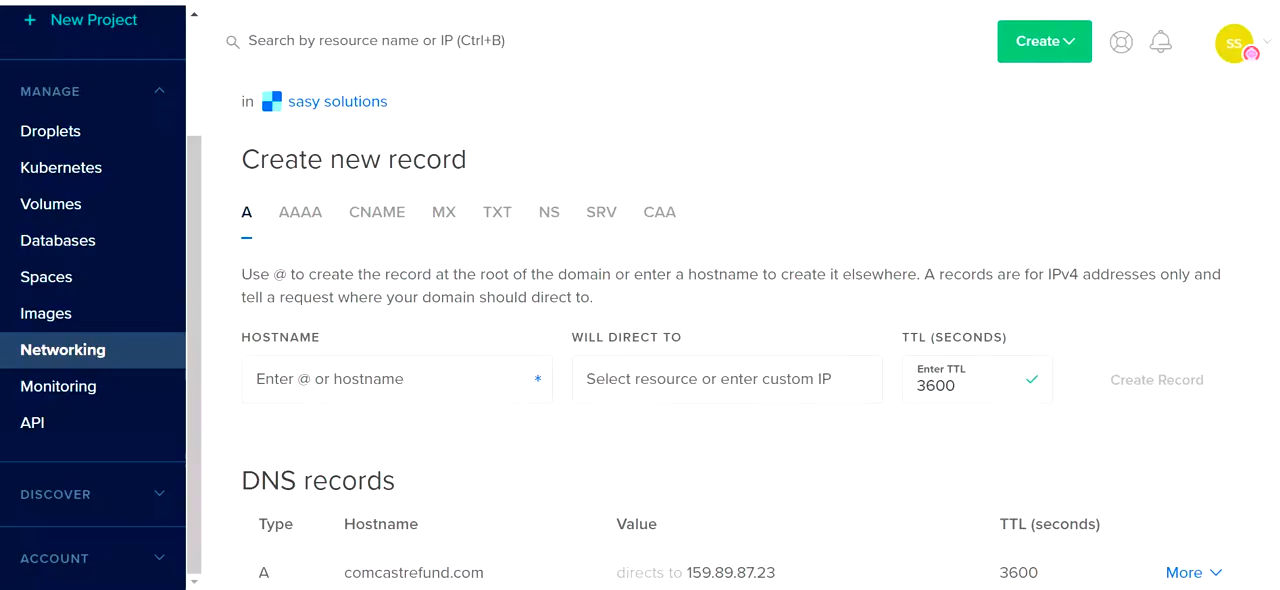 + New Project
Search by resource name or IP (Ctrl+B)
Create
SS
MANAGE
Droplets
Kubernetes
Volumes
Databases
Spaces
Images
Networking
Monitoring
API
DISCOVER
ACCOUNT
in sasy solutions
Create new record
A AAAA CNAME MX TXT NS SRV CAA
Use @ to create the record at the root of the domain or enter a hostname to create it elsewhere. A records are for IPv4 addresses only and
tell a request where your domain should direct to.
HOSTNAME WILL DIRECT TO TTL (SECONDS)
Enter @ or hostname * Select resource or enter custom IP Enter TTL
3600
Create Record
DNS records
Type Hostname Value TTL (seconds)
A comcastrefund.com directs to 159.89.87.23 3600 More